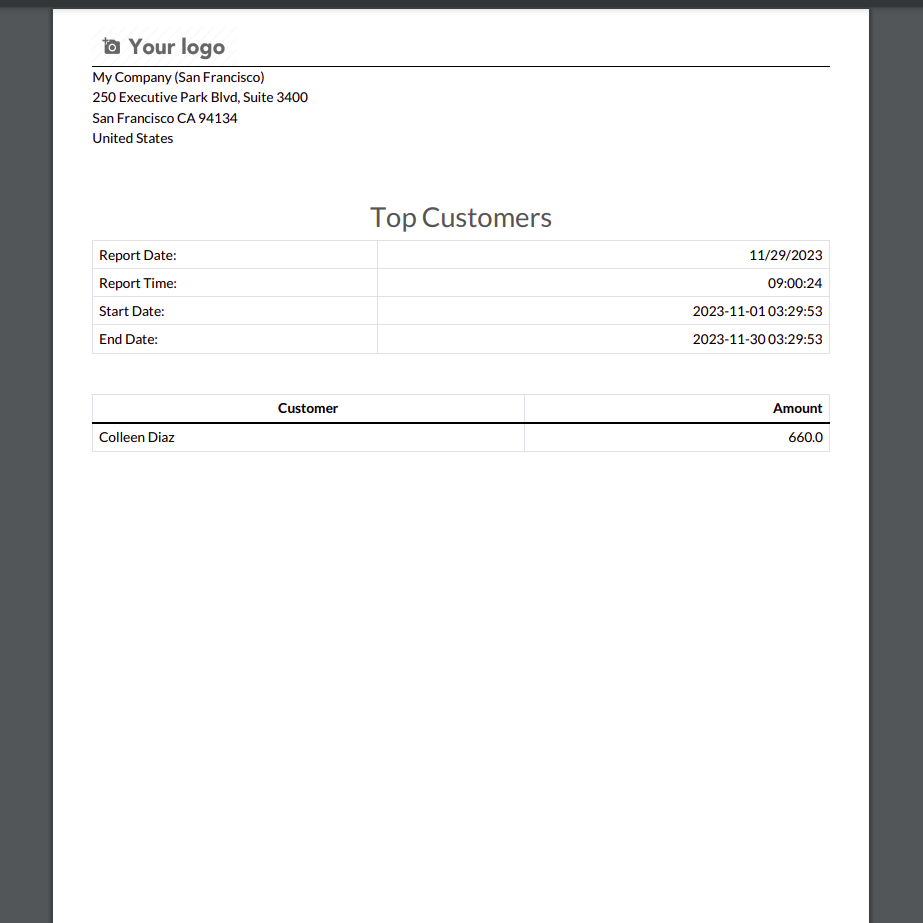 Your logo
My Company (San Francisco)
250 Executive Park Blvd, Suite 3400
San Francisco CA 94134
United States
Top Customers
Report Date: 11/29/2023
Report Time: 09:00:24
Start Date: 2023-11-01 03:29:53
End Date: 2023-11-30 03:29:53
Customer Amount
Colleen Diaz 660.0